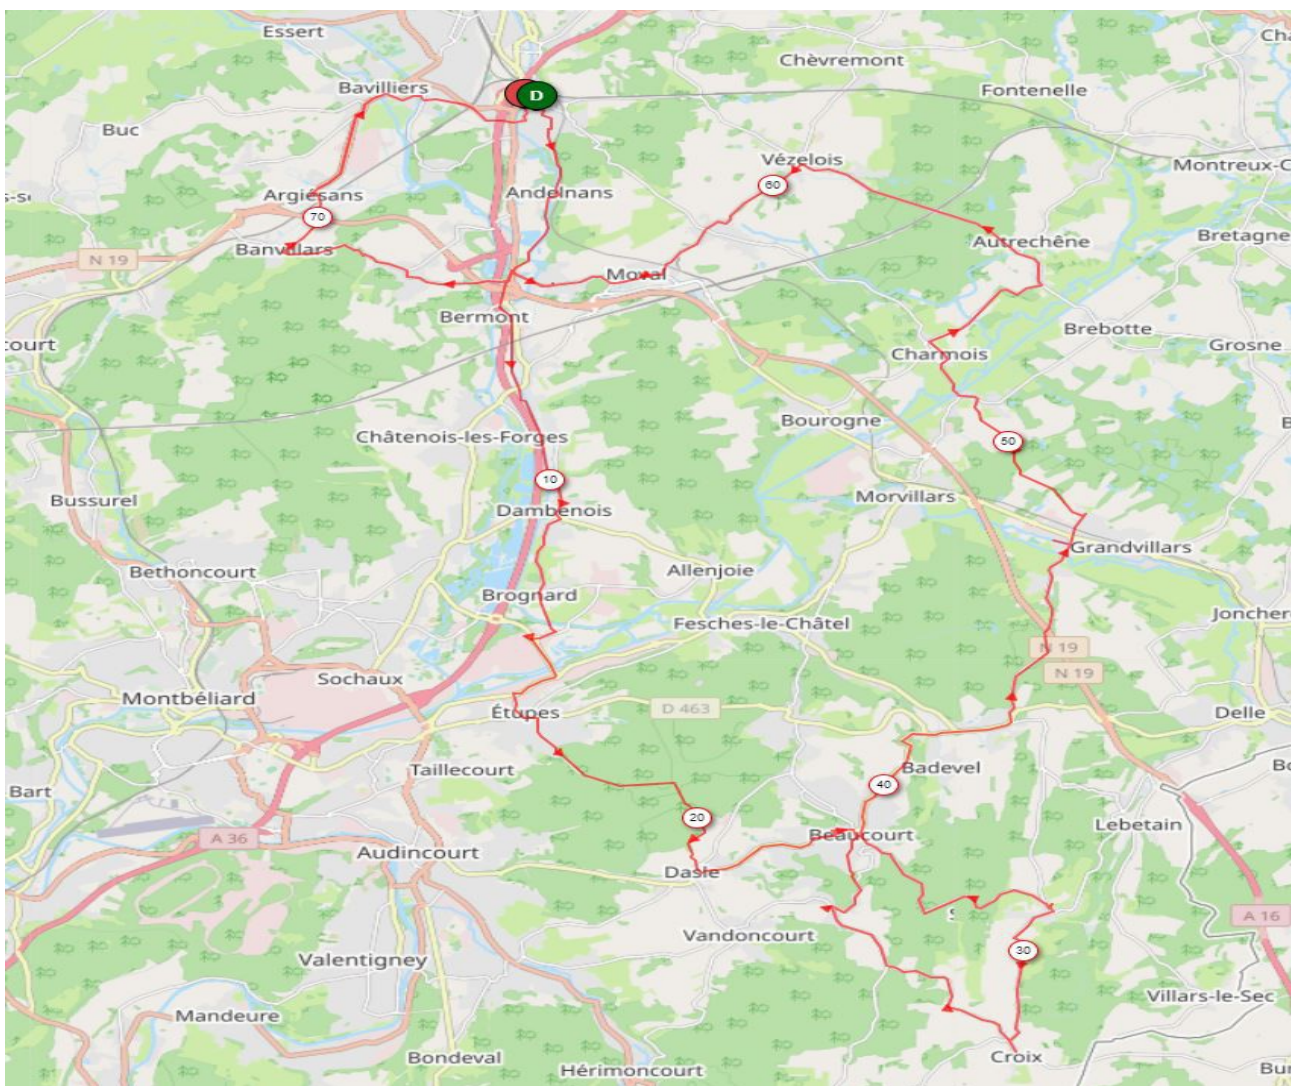 Essert
Chèvremont
Bavilliers
D
Fontenelle
Buc
Vézelois
Montreux-C
60
Andelnans
Argiésans
70
Bretagne
Autrechêne
Banvillars
N 19
Moval
Bermont
Brebotte
court
Grosne
Charmois
Bourogne
Châtenois-les-Forges
50
10
Bussurel
Morvillars
Dambenois
Grandvillars
Bethoncourt
Allenjoie
Brognard
Joncher
Fesches-le-Châtel
N 19
N 19
Sochaux
Montbéliard
D 463
Étupes
Delle
Badevel
Taillecourt
40
Bart
20
Lebetain
Beaucourt
A 36
Audincourt
Dasle
A 16
Vandoncourt
30
Valentigney
Villars-le-Sec
Mandeure
Croix
Bondeval
Hérimoncourt